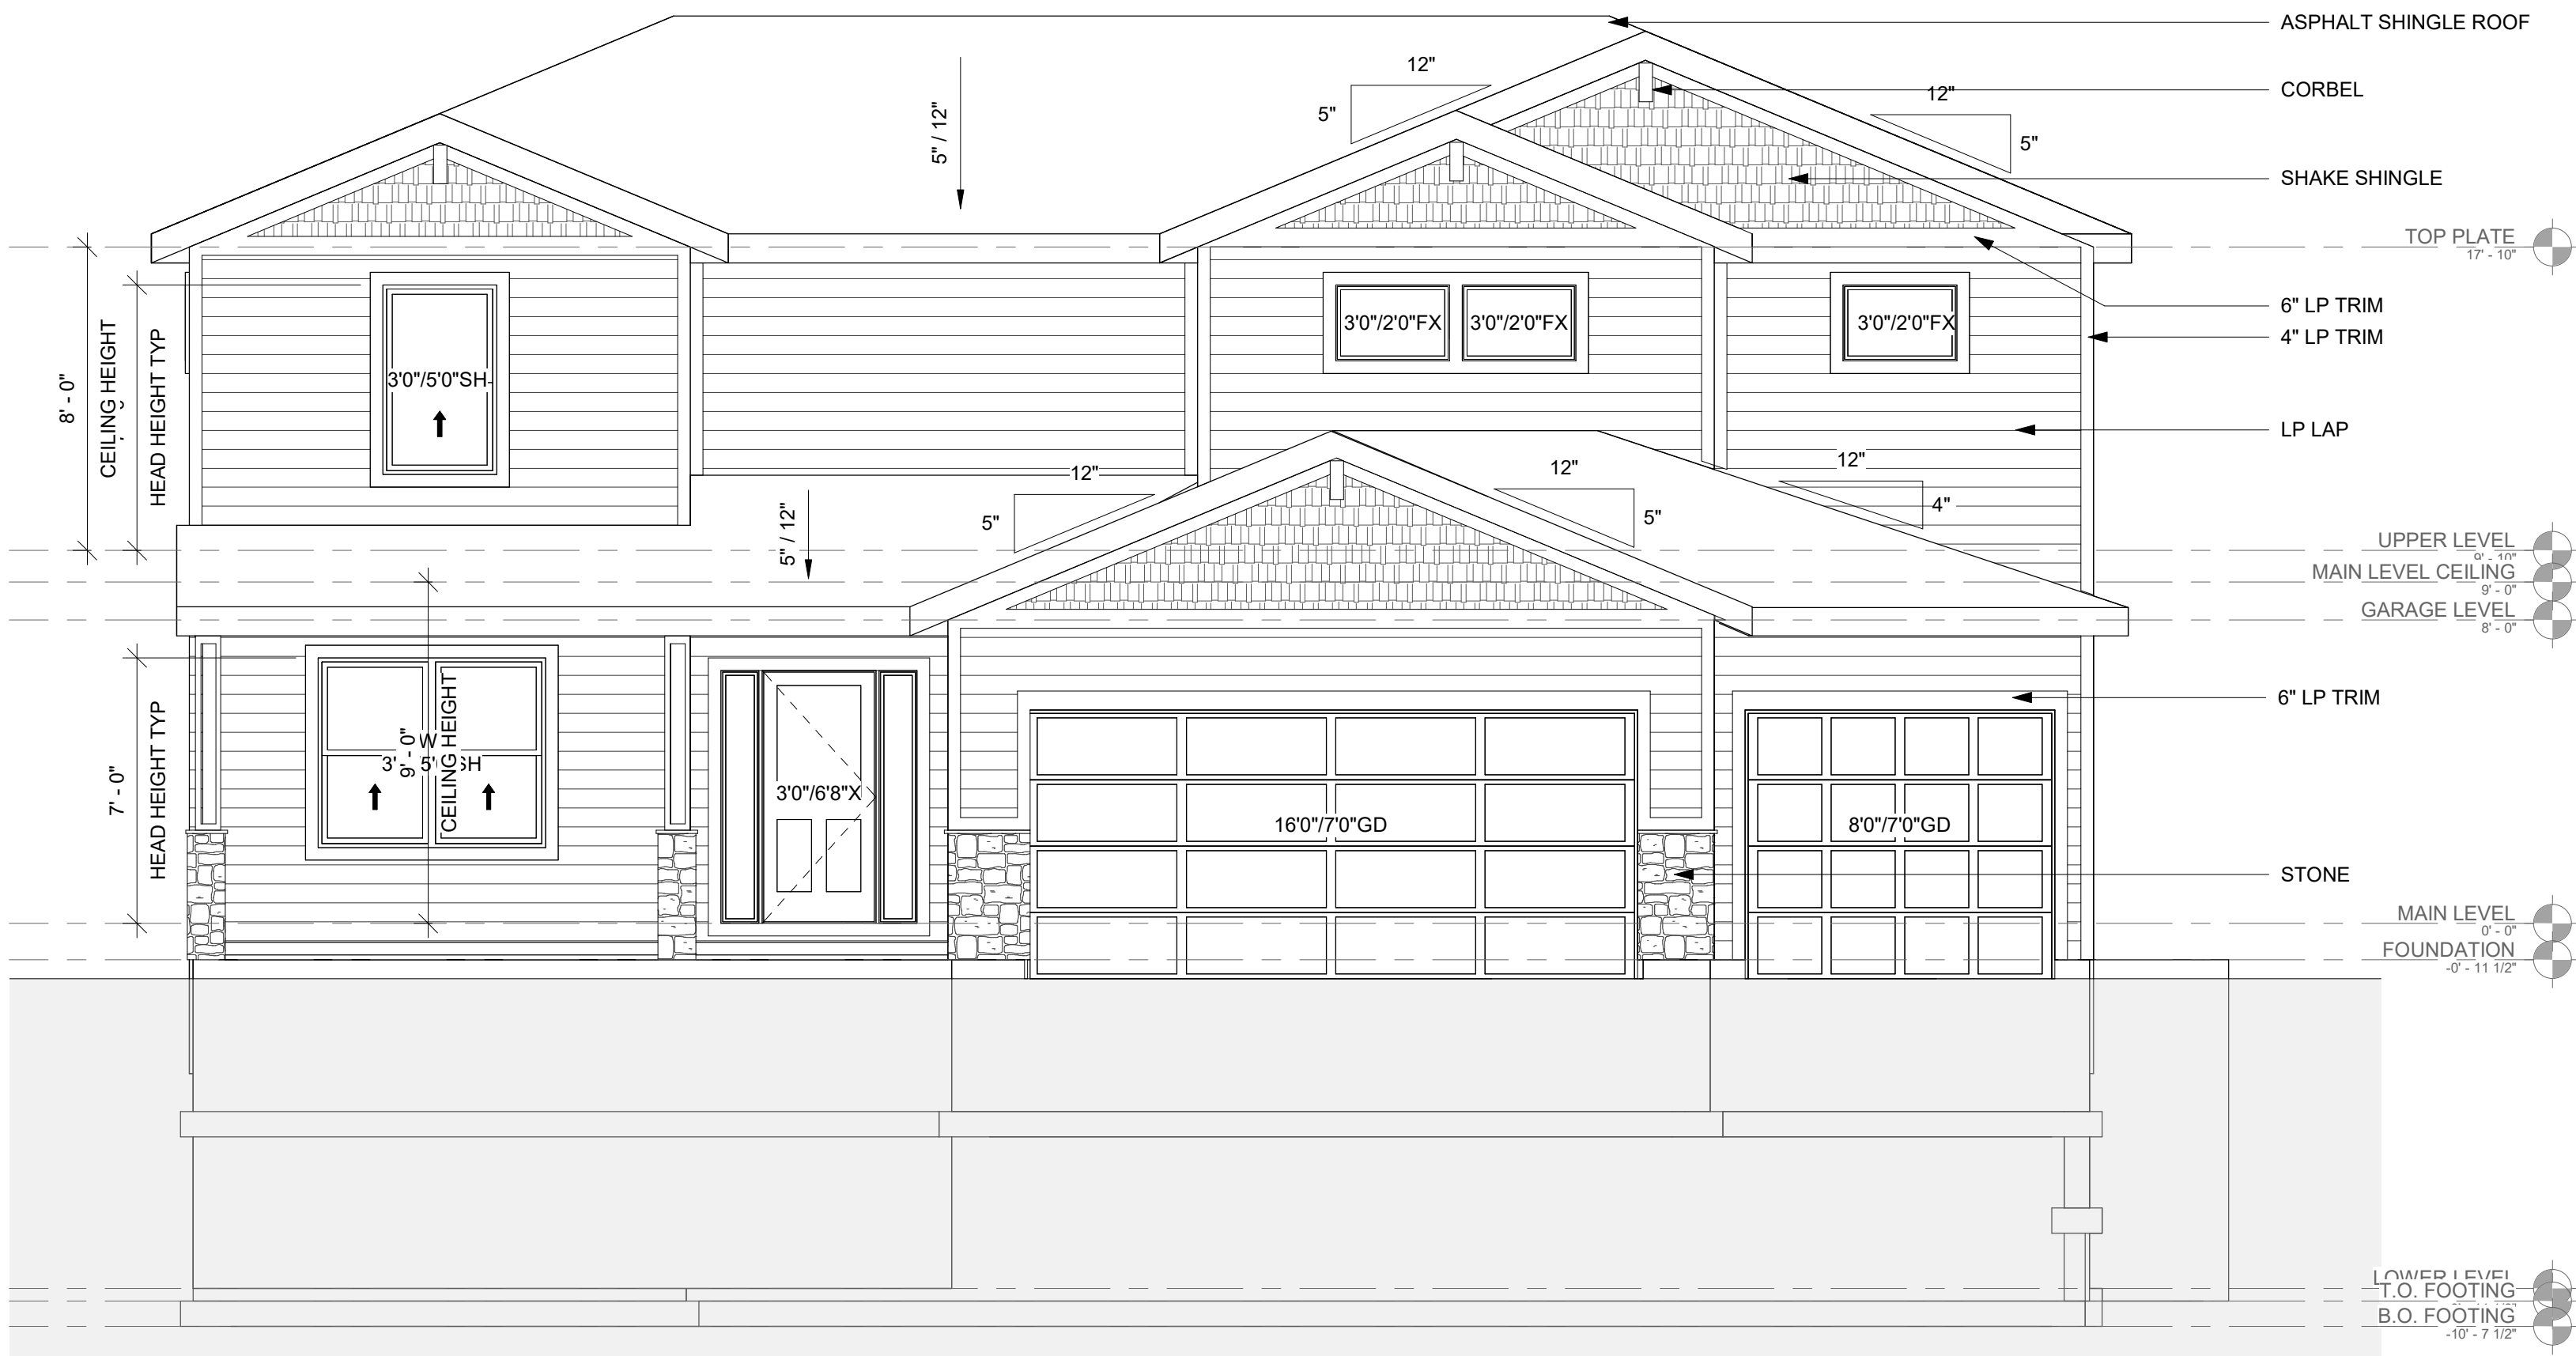 ASPHALT SHINGLE ROOF
12"
5"
CORBEL
12"
5"
5" / 12"
SHAKE SHINGLE
TOP PLATE
17' - 10"
6" LP TRIM
4" LP TRIM
3'0"/2'0"FX
3'0"/2'0"FX
3'0"/2'0"FX
8' - 0"
CEILING HEIGHT
HEAD HEIGHT TYP
3'0"/5'0"SH
LP LAP
12"
5"
12"
5"
12"
4"
5" / 12"
UPPER LEVEL
9' - 10"
MAIN LEVEL CEILING
9' - 0"
GARAGE LEVEL
8' - 0"
6" LP TRIM
7' - 0"
HEAD HEIGHT TYP
9' - 0"
CEILING HEIGHT
3'0"/6'8"X
16'0"/7'0"GD
8'0"/7'0"GD
STONE
MAIN LEVEL
0' - 0"
FOUNDATION
-0' - 11 1/2"
LOWER LEVEL
T.O. FOOTING
B.O. FOOTING
-10' - 7 1/2"